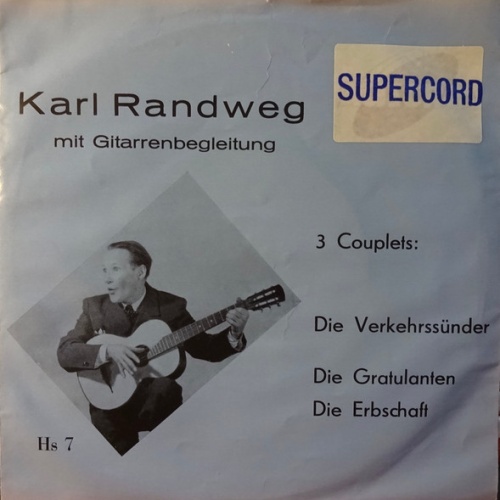 Karl Randweg
mit Gitarrenbegleitung
SUPERCORD
3 Couplets:
Die Verkehrssünder
Die Gratulanten
Die Erbschaft
Hs 7